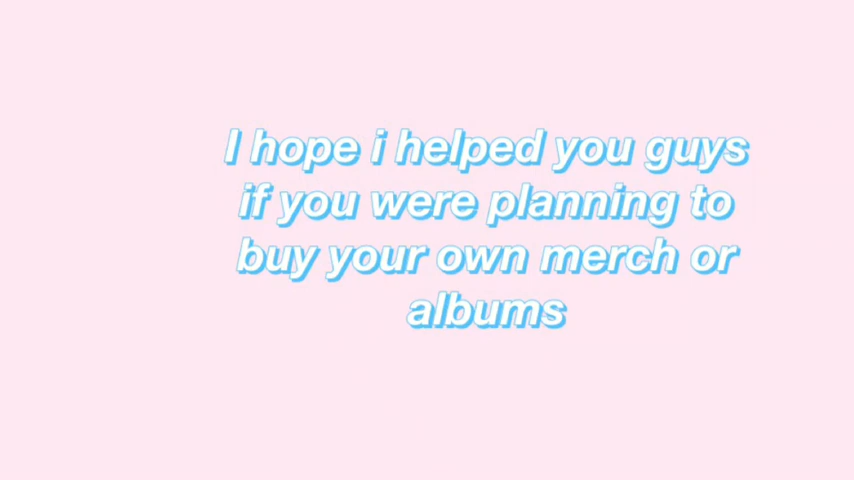 I hope i helped you guys
if you were planning to
buy your own merch or
albums